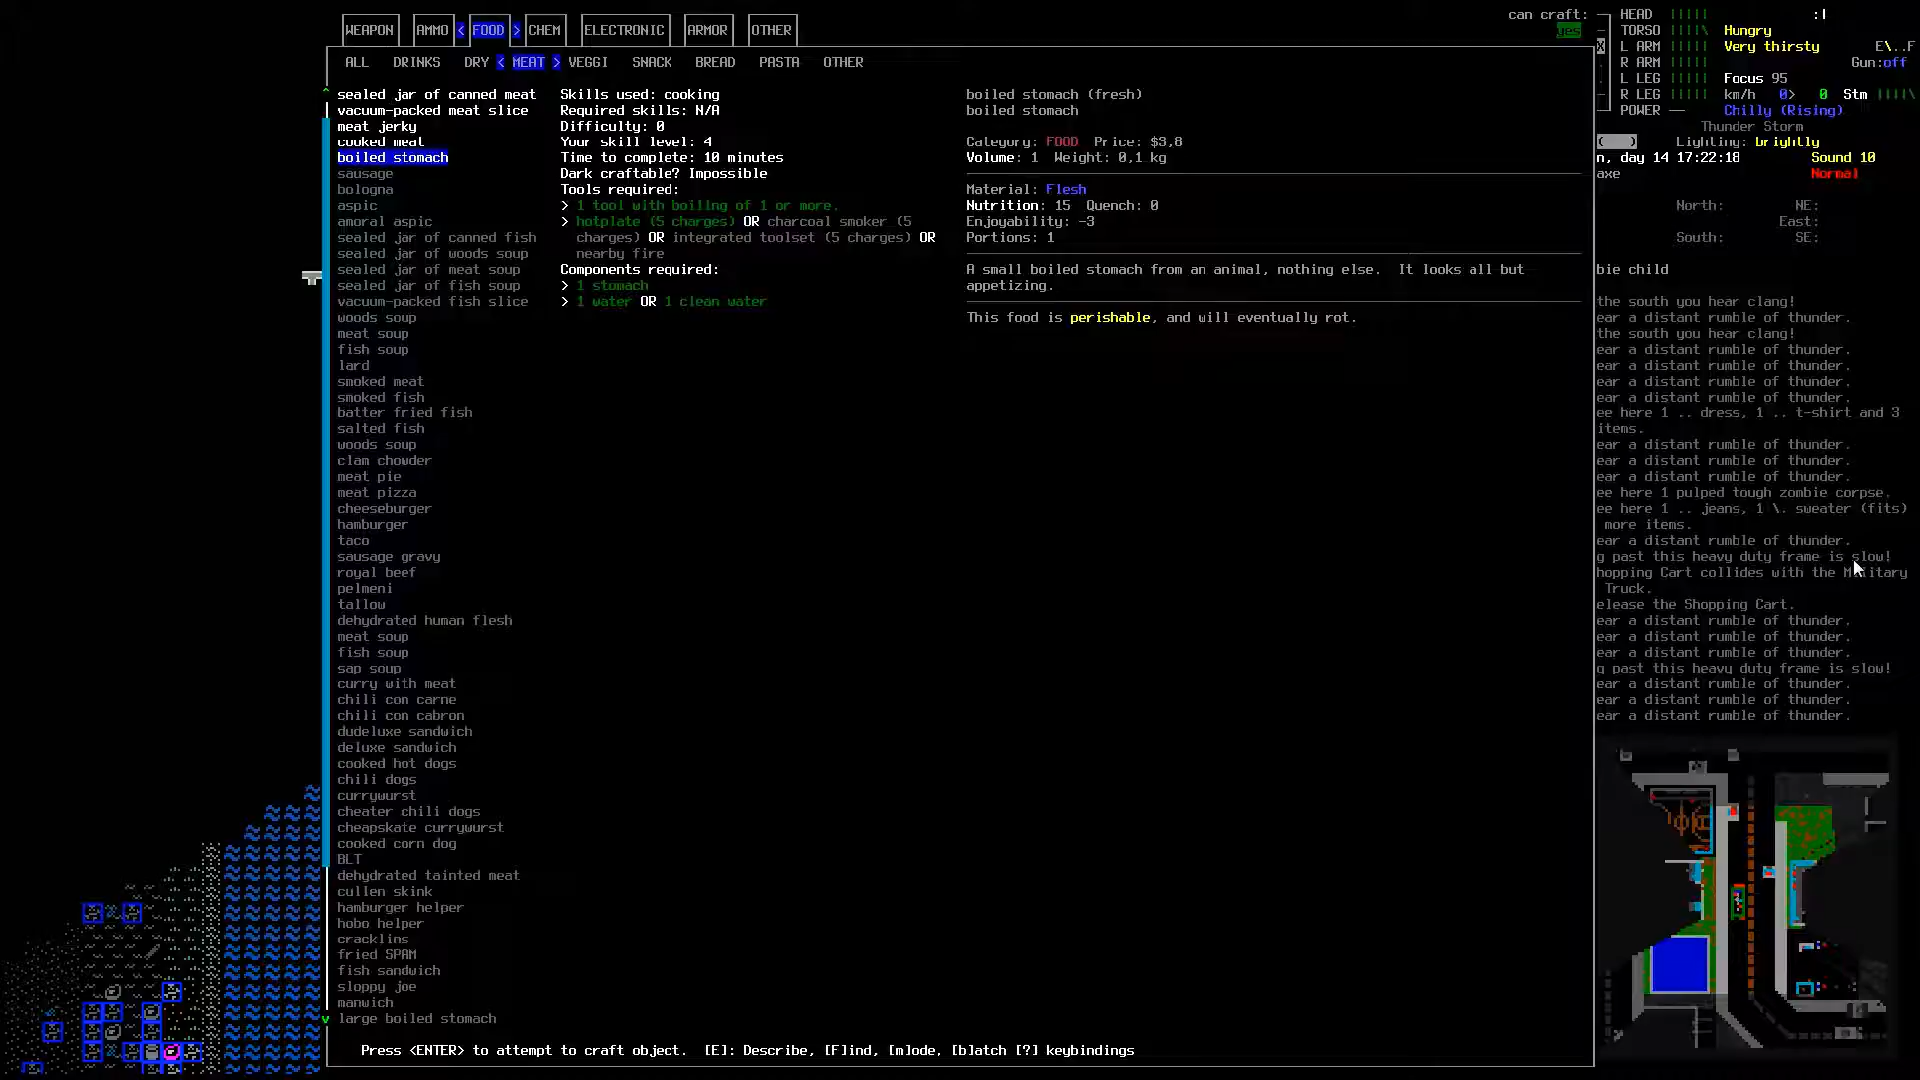 WEAPON AMMO < FOOD > CHEM ELECTRONIC ARMOR OTHER
can craft:
yes
ALL DRINKS DRY < MEAT > VEGGI SNACK BREAD PASTA OTHER
sealed jar of canned meat
vacuum-packed meat slice
meat jerky
cooked meat
boiled stomach
sausage
bologna
aspic
amoral aspic
sealed jar of canned fish
sealed jar of woods soup
sealed jar of meat soup
sealed jar of fish soup
vacuum-packed fish slice
woods soup
meat soup
fish soup
lard
smoked meat
smoked fish
batter fried fish
salted fish
woods soup
clam chowder
meat pie
meat pizza
cheeseburger
hamburger
taco
sausage gravy
royal beef
pelmeni
tallow
dehydrated human flesh
meat soup
fish soup
sap soup
curry with meat
chili con carne
chili con cabron
dudeluxe sandwich
deluxe sandwich
cooked hot dogs
chili dogs
currywurst
cheater chili dogs
cheapskate currywurst
cooked corn dog
BLT
dehydrated tainted meat
cullen skink
hamburger helper
hobo helper
cracklins
fried SPAM
fish sandwich
sloppy joe
manwich
v large boiled stomach
Skills used: cooking
Required skills: N/A
Difficulty: 0
Your skill level: 4
Time to complete: 10 minutes
Dark craftable? Impossible
Tools required:
> 1 tool with boiling of 1 or more.
> hotplate (5 charges) OR charcoal smoker (5
charges) OR integrated toolset (5 charges) OR
nearby fire
Components required:
> 1 stomach
> 1 water OR 1 clean water
boiled stomach (fresh)
boiled stomach
Category: FOOD Price: $3,8
Volume: 1 Weight: 0,1 kg
Material: Flesh
Nutrition: 15 Quench: 0
Enjoyability: -3
Portions: 1
A small boiled stomach from an animal, nothing else. It looks all but
appetizing.
This food is perishable, and will eventually rot.
Press <ENTER> to attempt to craft object. [E]: Describe, [F]ind, [m]ode, [b]atch [?] keybindings
HEAD ||||| :|
TORSO ||||\ Hungry
L ARM ||||| Very thirsty E\..F
R ARM ||||| Gun:off
L LEG ||||| Focus 95
R LEG ||||| km/h 0> 0 Stm ||||\
POWER -- Chilly (Rising)
Thunder Storm
( ) Lighting: brightly
n, day 14 17:22:18 Sound 10
axe Normal
North: NE:
East:
South: SE:
bie child
the south you hear clang!
ear a distant rumble of thunder.
the south you hear clang!
ear a distant rumble of thunder.
ear a distant rumble of thunder.
ear a distant rumble of thunder.
ear a distant rumble of thunder.
ee here 1 .. dress, 1 .. t-shirt and 3
items.
ear a distant rumble of thunder.
ear a distant rumble of thunder.
ear a distant rumble of thunder.
ee here 1 pulped tough zombie corpse.
ee here 1 .. jeans, 1 \. sweater (fits)
more items.
ear a distant rumble of thunder.
g past this heavy duty frame is slow!
hopping Cart collides with the Military
Truck.
elease the Shopping Cart.
ear a distant rumble of thunder.
ear a distant rumble of thunder.
ear a distant rumble of thunder.
g past this heavy duty frame is slow!
ear a distant rumble of thunder.
ear a distant rumble of thunder.
ear a distant rumble of thunder.